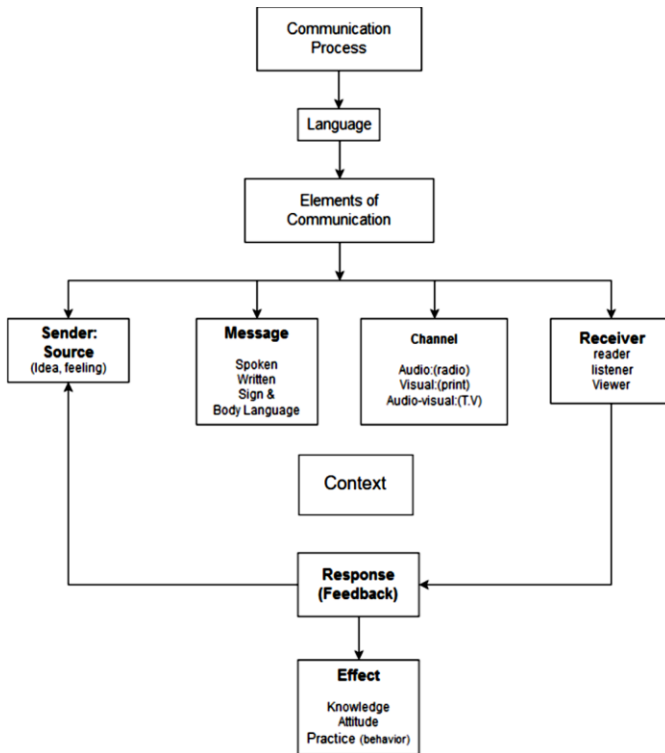 Communication
Process
Language
Elements of
Communication
Sender:
Source
(Idea, feeling)
Message
Spoken
Written
Sign &
Body Language
Channel
Audio:(radio)
Visual:(print)
Audio-visual:(T.V)
Receiver
reader
listener
Viewer
Context
Response
(Feedback)
Effect
Knowledge
Attitude
Practice (behavior)